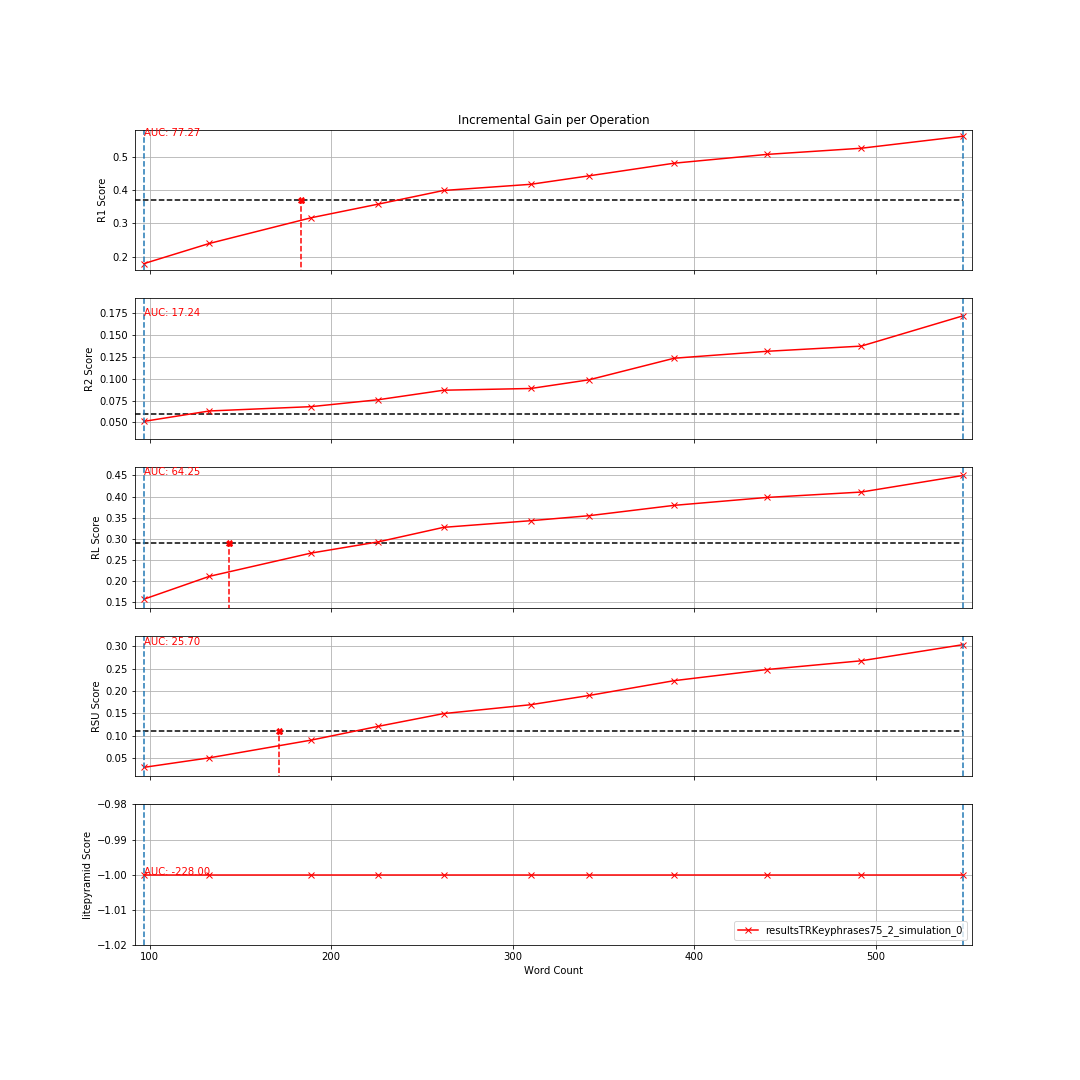 Incremental Gain per Operation
AUC: 77.27
0.5
0.4
0.3
0.2
R1 Score
AUC: 17.24
0.175
0.150
0.125
0.100
0.075
0.050
R2 Score
AUC: 64.25
0.45
0.40
0.35
0.30
0.25
0.20
0.15
RL Score
AUC: 25.70
0.30
0.25
0.20
0.15
0.10
0.05
RSU Score
−0.98
−0.99
−1.00
−1.01
−1.02
AUC: -228.00
litepyramid Score
resultsTRKeyphrases75_2_simulation_0
100 200 300 400 500
Word Count